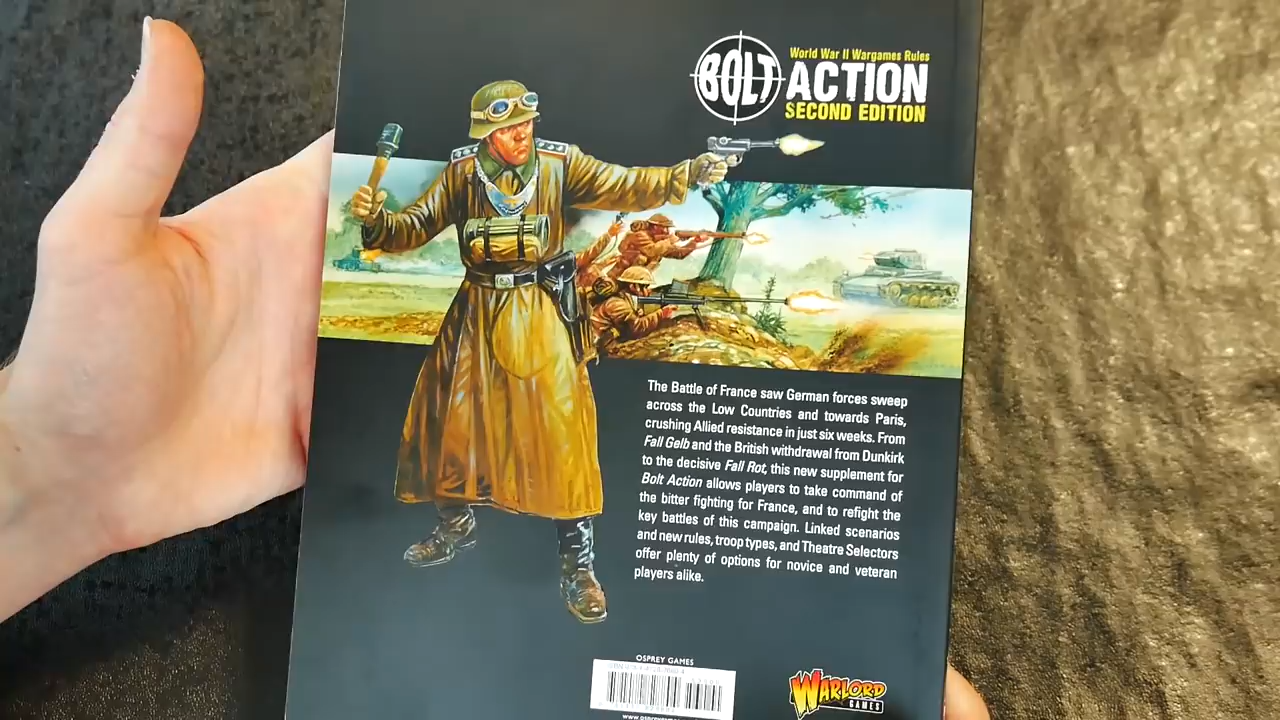 World War II Wargames Rules
BOLT ACTION
SECOND EDITION
The Battle of France saw German forces sweep
across the Low Countries and towards Paris,
crushing Allied resistance in just six weeks. From
Fall Gelb and the British withdrawal from Dunkirk
to the decisive Fall Rot, this new supplement for
Bolt Action allows players to take command of
the bitter fighting for France, and to refight the
key battles of this campaign. Linked scenarios
and new rules, troop types, and Theatre Selectors
offer plenty of options for novice and veteran
players alike.
OSPREY GAMES
WARLORD
GAMES